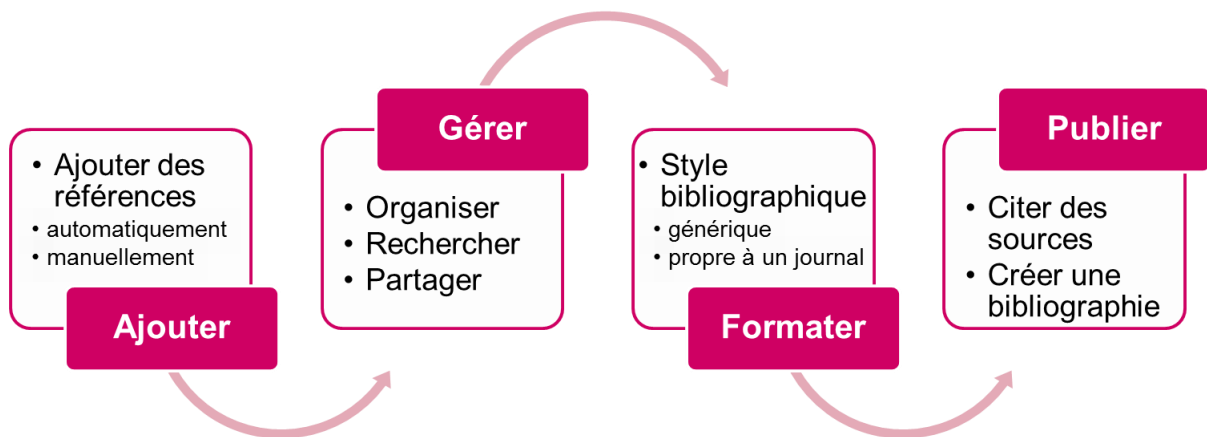 • Ajouter des
références
• automatiquement
• manuellement
Ajouter
Gérer
• Organiser
• Rechercher
• Partager
• Style
bibliographique
• générique
• propre à un journal
Formater
Publier
• Citer des
sources
• Créer une
bibliographie